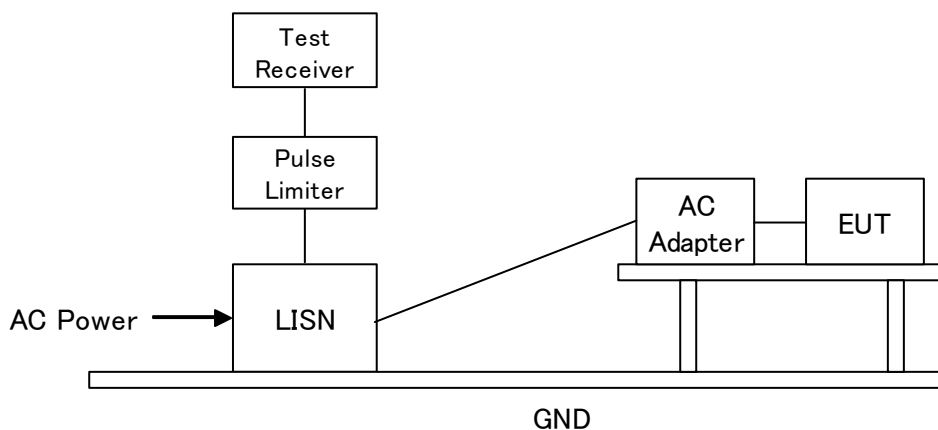 Test
Receiver
Pulse
Limiter
AC
Adapter
EUT
AC Power
LISN
GND